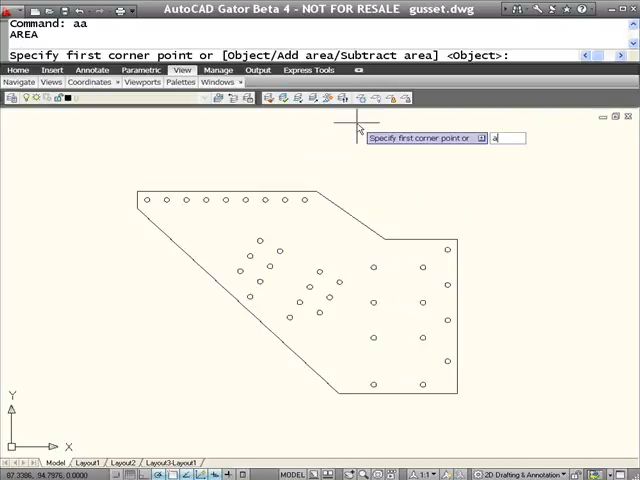 AutoCAD Gator Beta 4 - NOT FOR RESALE gusset.dwg
Command: aa
AREA
Specify first corner point or [Object/Add area/Subtract area] <Object>:
Home Insert Annotate Parametric View Manage Output Express Tools
Navigate Views Coordinates Viewports Palettes Windows
0
Specify first corner point or a
Y
X
Model Layout1 Layout2 Layout3-Layout1
87.3386, 94.7976, 0.0000 MODEL 1:1 2D Drafting & Annotation